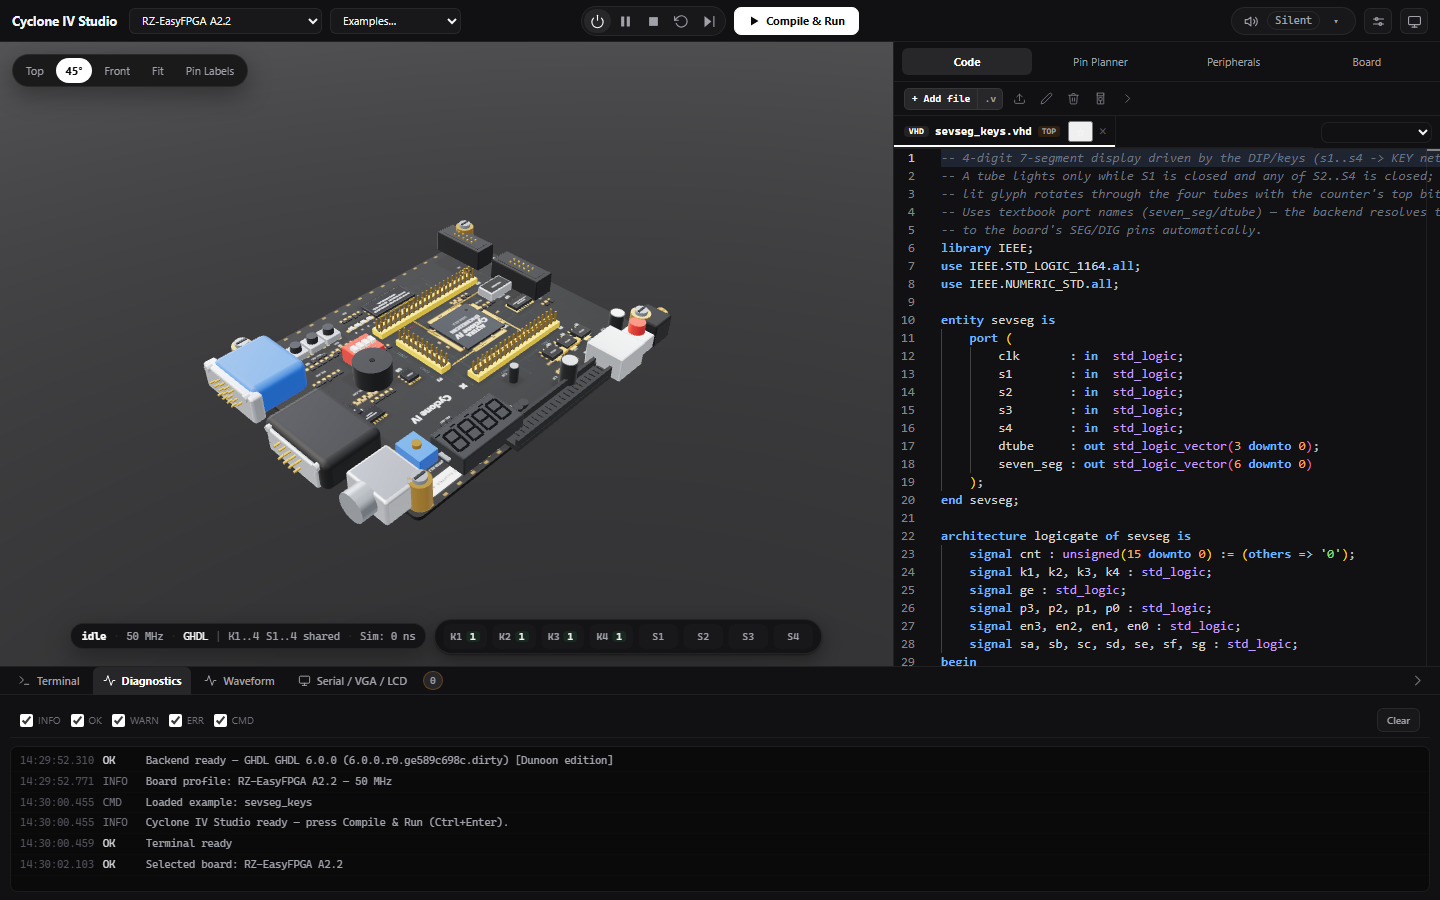 Cyclone IV Studio
RZ-EasyFPGA A2.2
Examples...
Compile & Run
Silent
Top
45°
Front
Fit
Pin Labels
Cyclone IV
idle · 50 MHz · GHDL | K1..4 S1..4 shared · Sim: 0 ns
K1 1
K2 1
K3 1
K4 1
S1
S2
S3
S4
Code
Pin Planner
Peripherals
Board
+ Add file
.v
VHD sevseg_keys.vhd TOP ×
1 -- 4-digit 7-segment display driven by the DIP/keys (s1..s4 -> KEY net
2 -- A tube lights only while S1 is closed and any of S2..S4 is closed;
3 -- lit glyph rotates through the four tubes with the counter's top bit
4 -- Uses textbook port names (seven_seg/dtube) — the backend resolves t
5 -- to the board's SEG/DIG pins automatically.
6 library IEEE;
7 use IEEE.STD_LOGIC_1164.all;
8 use IEEE.NUMERIC_STD.all;
9
10 entity sevseg is
11 port (
12 clk : in std_logic;
13 s1 : in std_logic;
14 s2 : in std_logic;
15 s3 : in std_logic;
16 s4 : in std_logic;
17 dtube : out std_logic_vector(3 downto 0);
18 seven_seg : out std_logic_vector(6 downto 0)
19 );
20 end sevseg;
21
22 architecture logicgate of sevseg is
23 signal cnt : unsigned(15 downto 0) := (others => '0');
24 signal k1, k2, k3, k4 : std_logic;
25 signal ge : std_logic;
26 signal p3, p2, p1, p0 : std_logic;
27 signal en3, en2, en1, en0 : std_logic;
28 signal sa, sb, sc, sd, se, sf, sg : std_logic;
29 begin
Terminal
Diagnostics
Waveform
Serial / VGA / LCD
0
INFO
OK
WARN
ERR
CMD
Clear
14:29:52.310 OK Backend ready — GHDL GHDL 6.0.0 (6.0.0.r0.ge589c698c.dirty) [Dunoon edition]
14:29:52.771 INFO Board profile: RZ-EasyFPGA A2.2 — 50 MHz
14:30:00.455 CMD Loaded example: sevseg_keys
14:30:00.455 INFO Cyclone IV Studio ready — press Compile & Run (Ctrl+Enter).
14:30:00.459 OK Terminal ready
14:30:02.103 OK Selected board: RZ-EasyFPGA A2.2